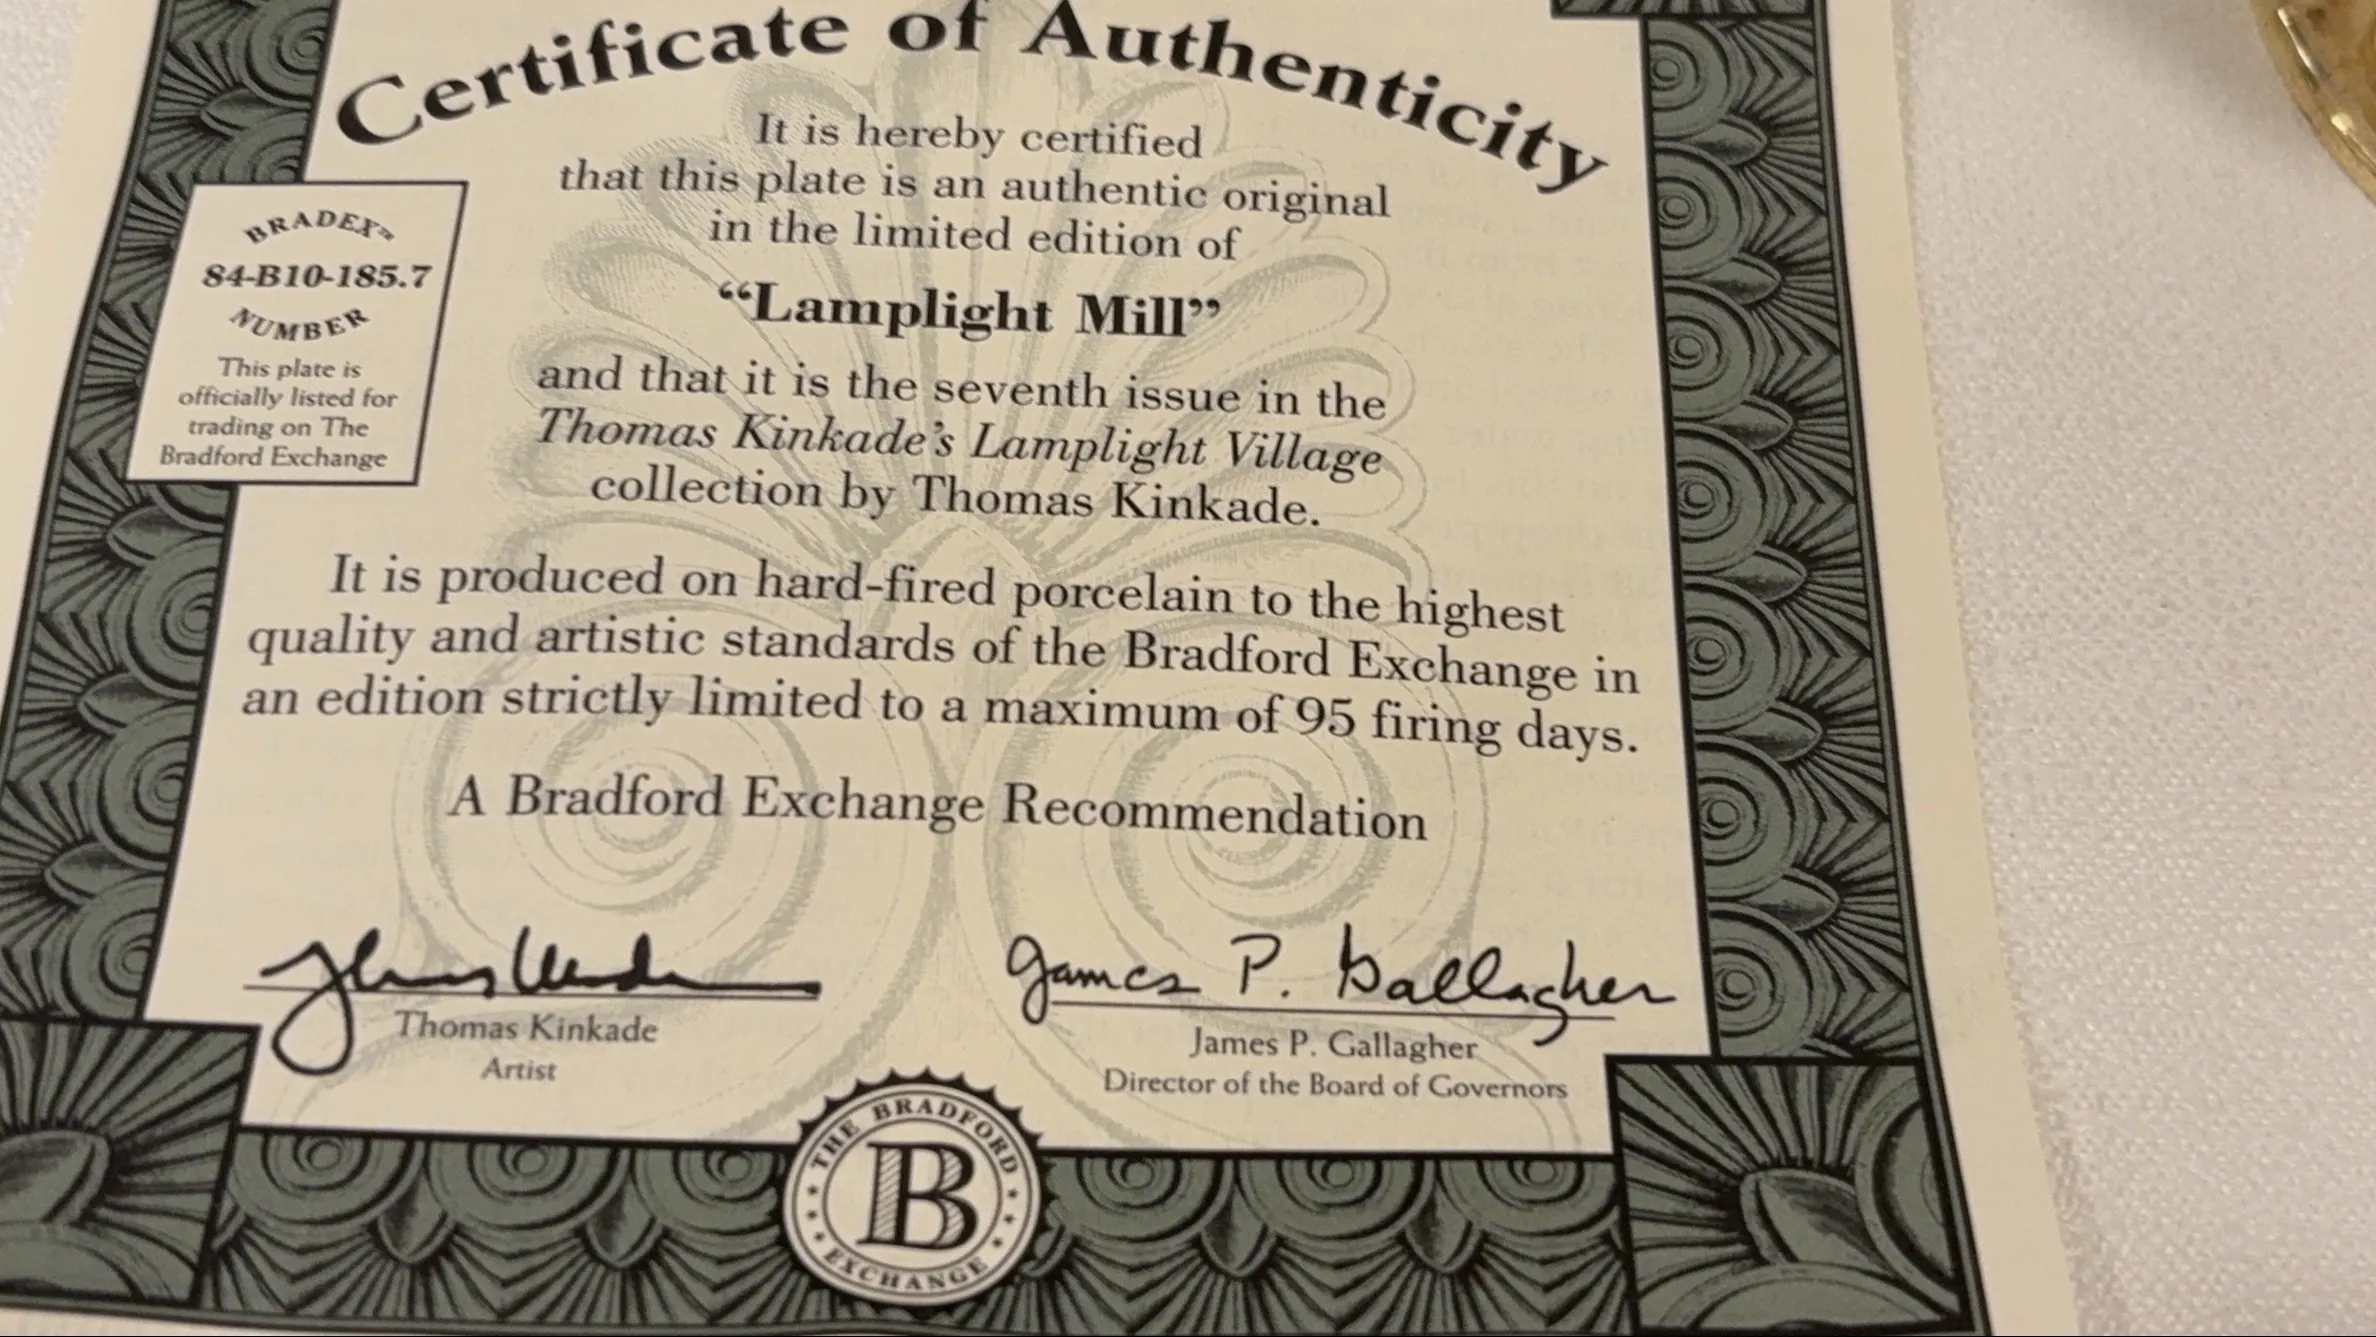 Certificate of Authenticity
It is hereby certified
that this plate is an authentic original
in the limited edition of
“Lamplight Mill”
and that it is the seventh issue in the
Thomas Kinkade’s Lamplight Village
collection by Thomas Kinkade.
BRADEX™
84-B10-185.7
NUMBER
This plate is
officially listed for
trading on The
Bradford Exchange
It is produced on hard-fired porcelain to the highest
quality and artistic standards of the Bradford Exchange in
an edition strictly limited to a maximum of 95 firing days.
A Bradford Exchange Recommendation
James P. Gallagher
Thomas Kinkade
Artist
James P. Gallagher
Director of the Board of Governors
THE BRADFORD
B
EXCHANGE